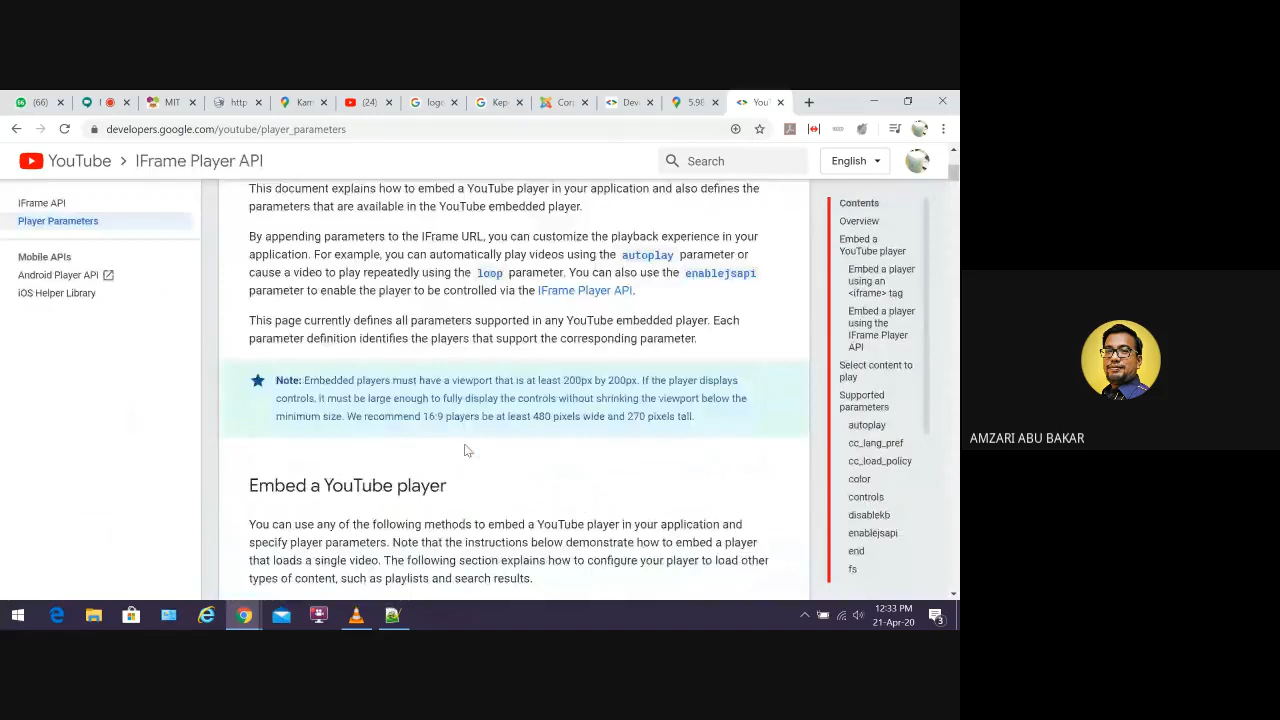 (66)
MIT
http
Kam
(24)
logo
Kep
Cor
Dev
5.98
You
developers.google.com/youtube/player_parameters
YouTube > IFrame Player API
Search
English
IFrame API
Player Parameters
Mobile APIs
Android Player API
iOS Helper Library
This document explains how to embed a YouTube player in your application and also defines the
parameters that are available in the YouTube embedded player.
By appending parameters to the IFrame URL, you can customize the playback experience in your
application. For example, you can automatically play videos using the autoplay parameter or
cause a video to play repeatedly using the loop parameter. You can also use the enablejsapi
parameter to enable the player to be controlled via the IFrame Player API.
This page currently defines all parameters supported in any YouTube embedded player. Each
parameter definition identifies the players that support the corresponding parameter.
Note: Embedded players must have a viewport that is at least 200px by 200px. If the player displays
controls, it must be large enough to fully display the controls without shrinking the viewport below the
minimum size. We recommend 16:9 players be at least 480 pixels wide and 270 pixels tall.
Embed a YouTube player
You can use any of the following methods to embed a YouTube player in your application and
specify player parameters. Note that the instructions below demonstrate how to embed a player
that loads a single video. The following section explains how to configure your player to load other
types of content, such as playlists and search results.
Contents
Overview
Embed a
YouTube player
Embed a player
using an
<iframe> tag
Embed a player
using the
IFrame Player
API
Select content to
play
Supported
parameters
autoplay
cc_lang_pref
cc_load_policy
color
controls
disablekb
enablejsapi
end
fs
AMZARI ABU BAKAR
12:33 PM
21-Apr-20
3